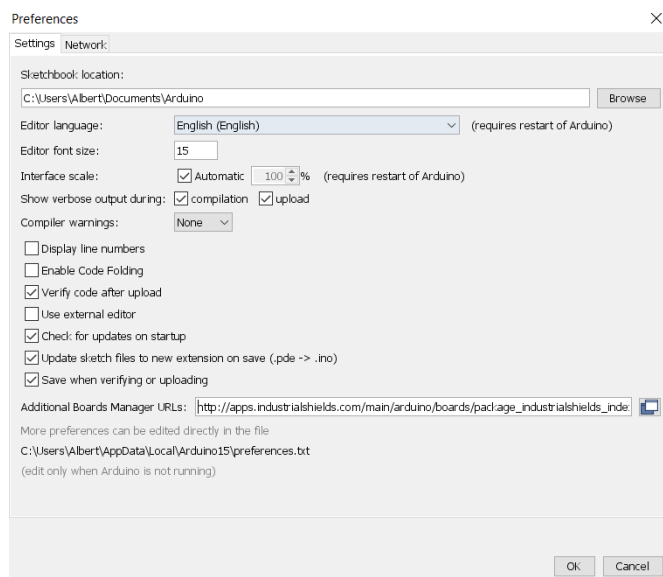 Preferences
Settings Network
Sketchbook location:
C:\Users\Albert\Documents\Arduino Browse
Editor language: English (English) (requires restart of Arduino)
Editor font size: 15
Interface scale: Automatic 100 % (requires restart of Arduino)
Show verbose output during: compilation upload
Compiler warnings: None
Display line numbers
Enable Code Folding
Verify code after upload
Use external editor
Check for updates on startup
Update sketch files to new extension on save (.pde -> .ino)
Save when verifying or uploading
Additional Boards Manager URLs: http://apps.industrialshields.com/main/arduino/boards/package_industrialshields_inde
More preferences can be edited directly in the file
C:\Users\Albert\AppData\Local\Arduino15\preferences.txt
(edit only when Arduino is not running)
OK Cancel